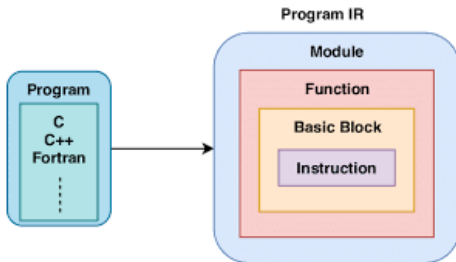 Program IR
Module
Program
Function
C
C++
Fortran
Basic Block
Instruction